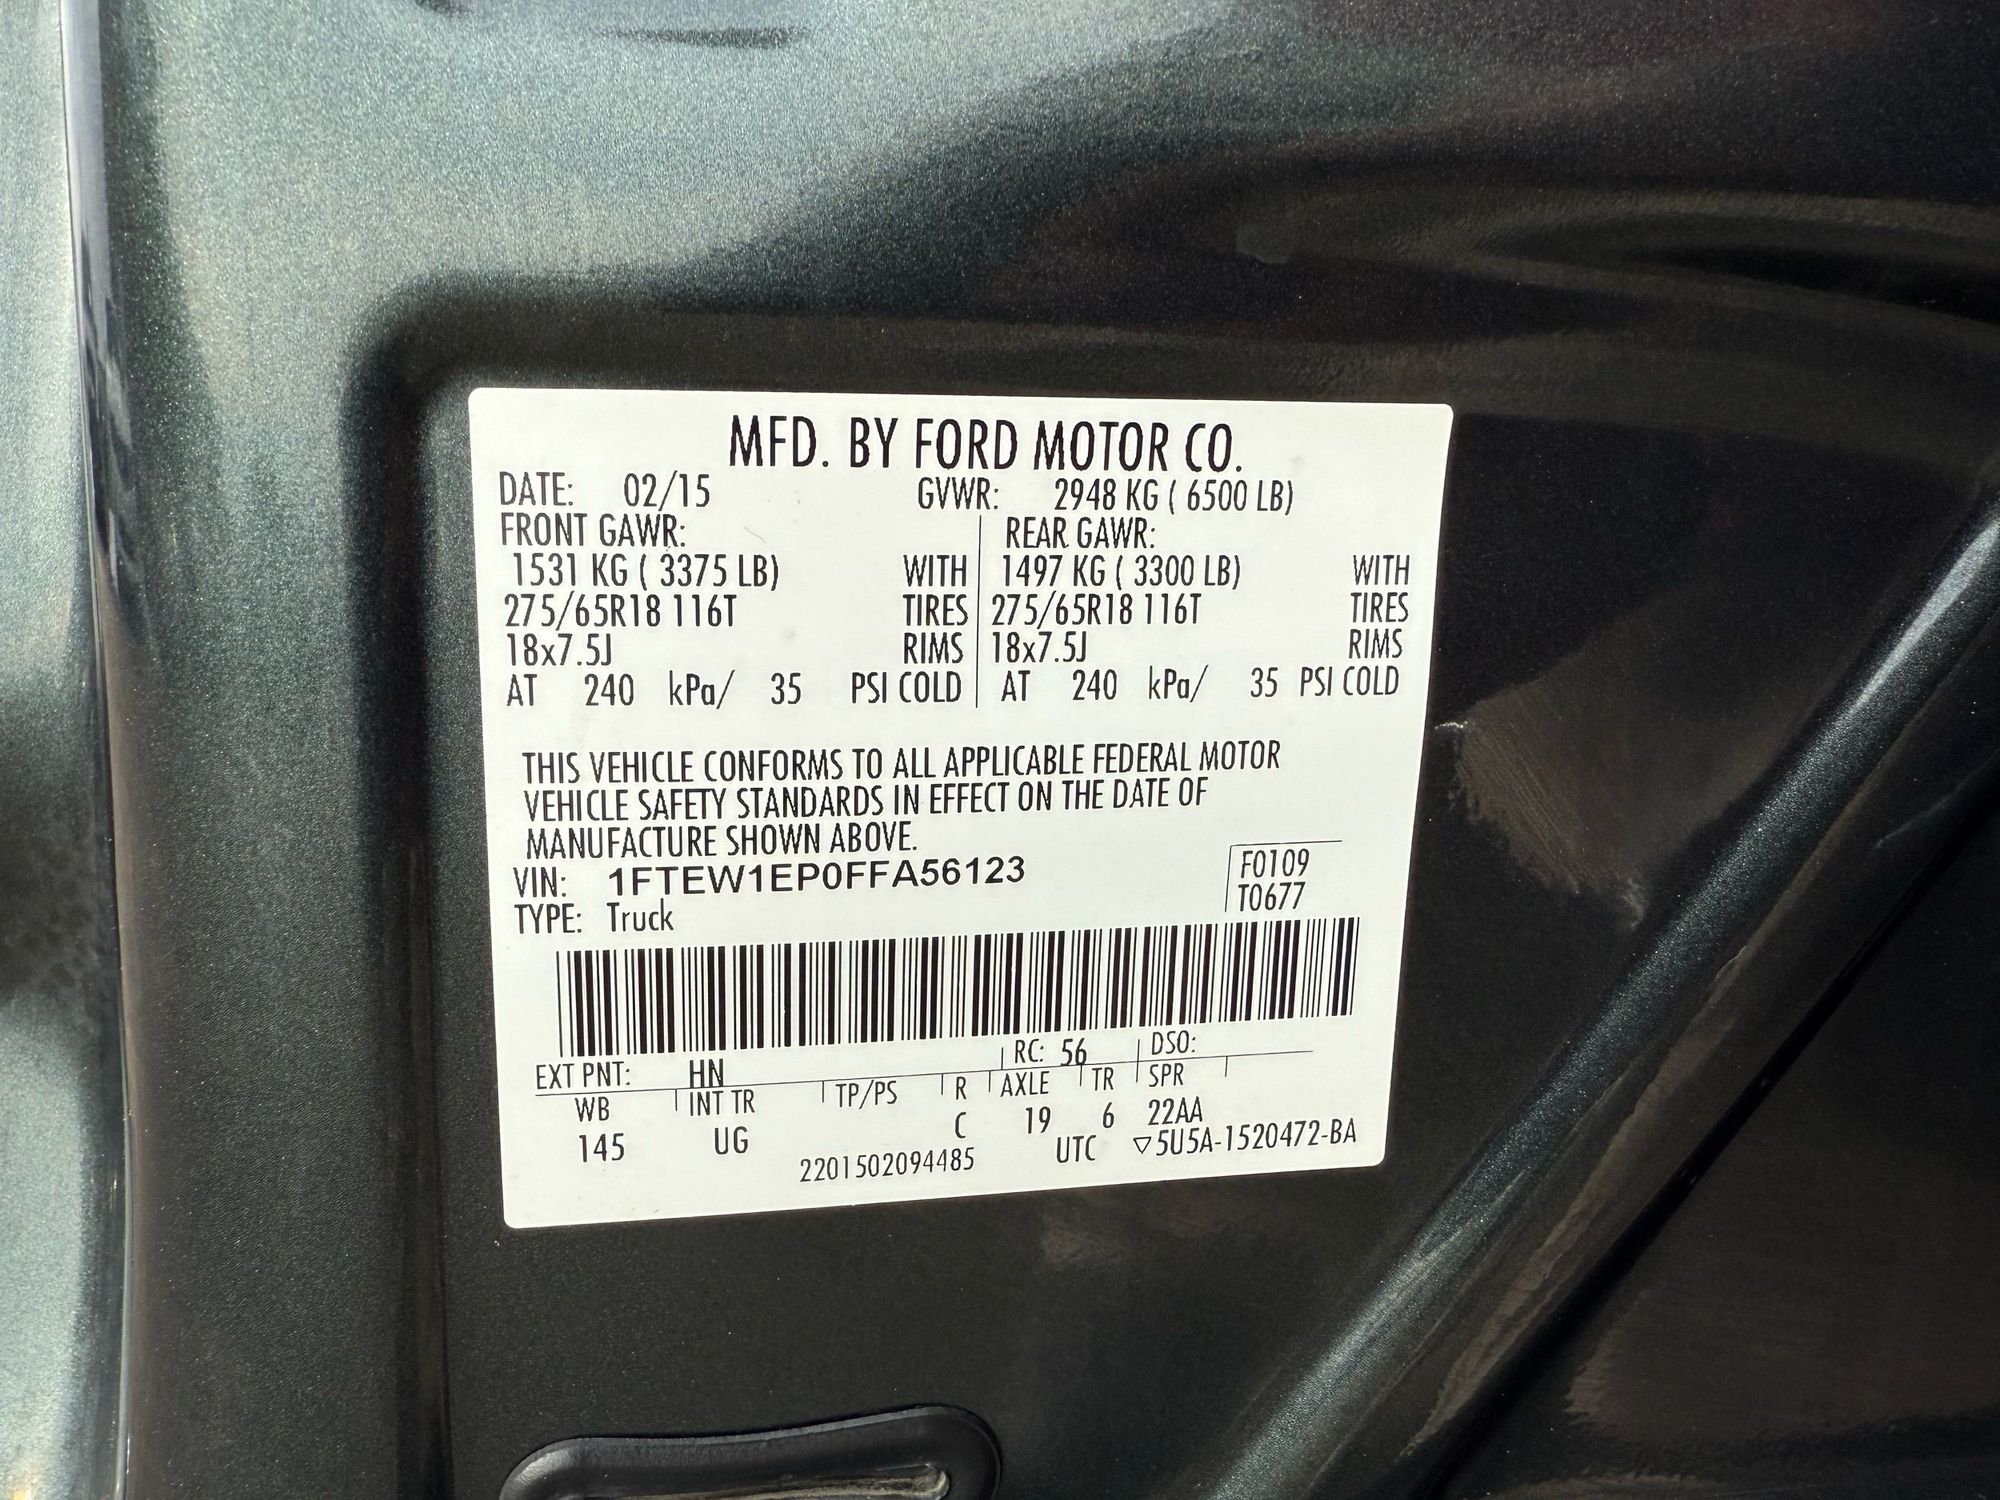 MFD. BY FORD MOTOR CO.
DATE: 02/15 GVWR: 2948 KG ( 6500 LB)
FRONT GAWR: REAR GAWR:
1531 KG ( 3375 LB) WITH 1497 KG ( 3300 LB) WITH
275/65R18 116T TIRES 275/65R18 116T TIRES
18x7.5J RIMS 18x7.5J RIMS
AT 240 kPa/ 35 PSI COLD AT 240 kPa/ 35 PSI COLD
THIS VEHICLE CONFORMS TO ALL APPLICABLE FEDERAL MOTOR
VEHICLE SAFETY STANDARDS IN EFFECT ON THE DATE OF
MANUFACTURE SHOWN ABOVE.
VIN: 1FTEW1EP0FFA56123 F0109
TYPE: Truck T0677
EXT PNT: HN RC: 56 DSO:
WB INT TR TP/PS R AXLE TR SPR
145 UG C 19 6 22AA
2201502094485 UTC ▽5U5A-1520472-BA